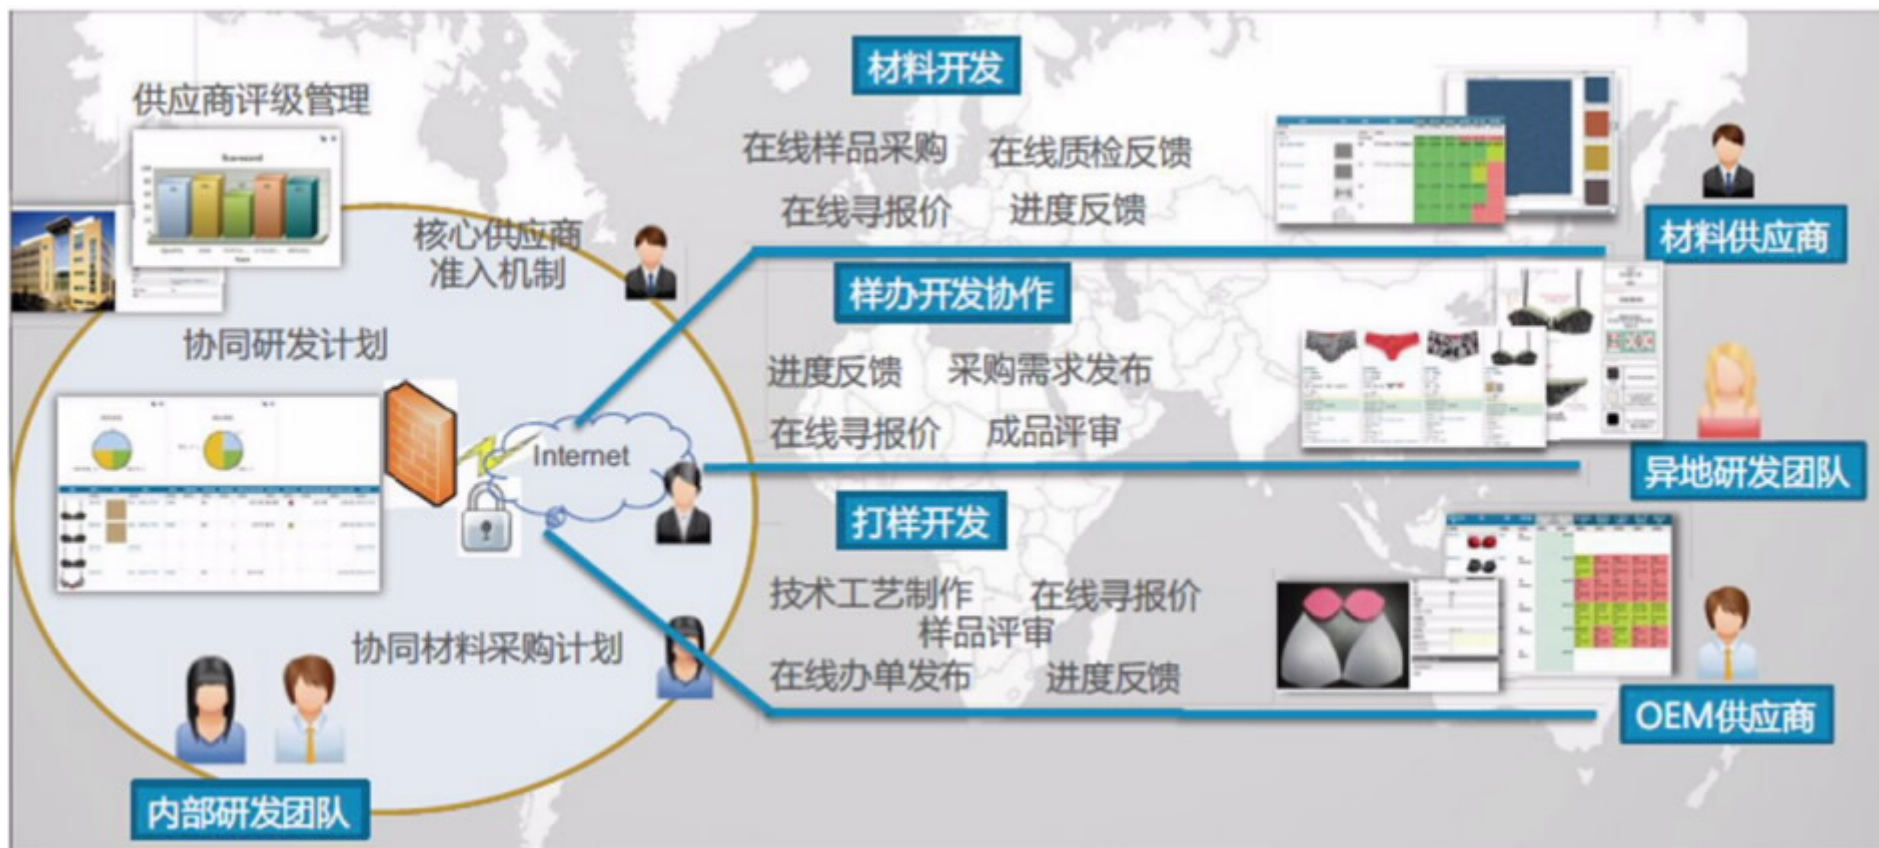 材料开发
供应商评级管理
在线样品采购
在线质检反馈
在线寻报价
进度反馈
材料供应商
核心供应商
准入机制
样办开发协作
协同研发计划
进度反馈
采购需求发布
在线寻报价
成品评审
Internet
异地研发团队
打样开发
技术工艺制作
在线寻报价
样品评审
协同材料采购计划
在线办单发布
进度反馈
OEM供应商
内部研发团队